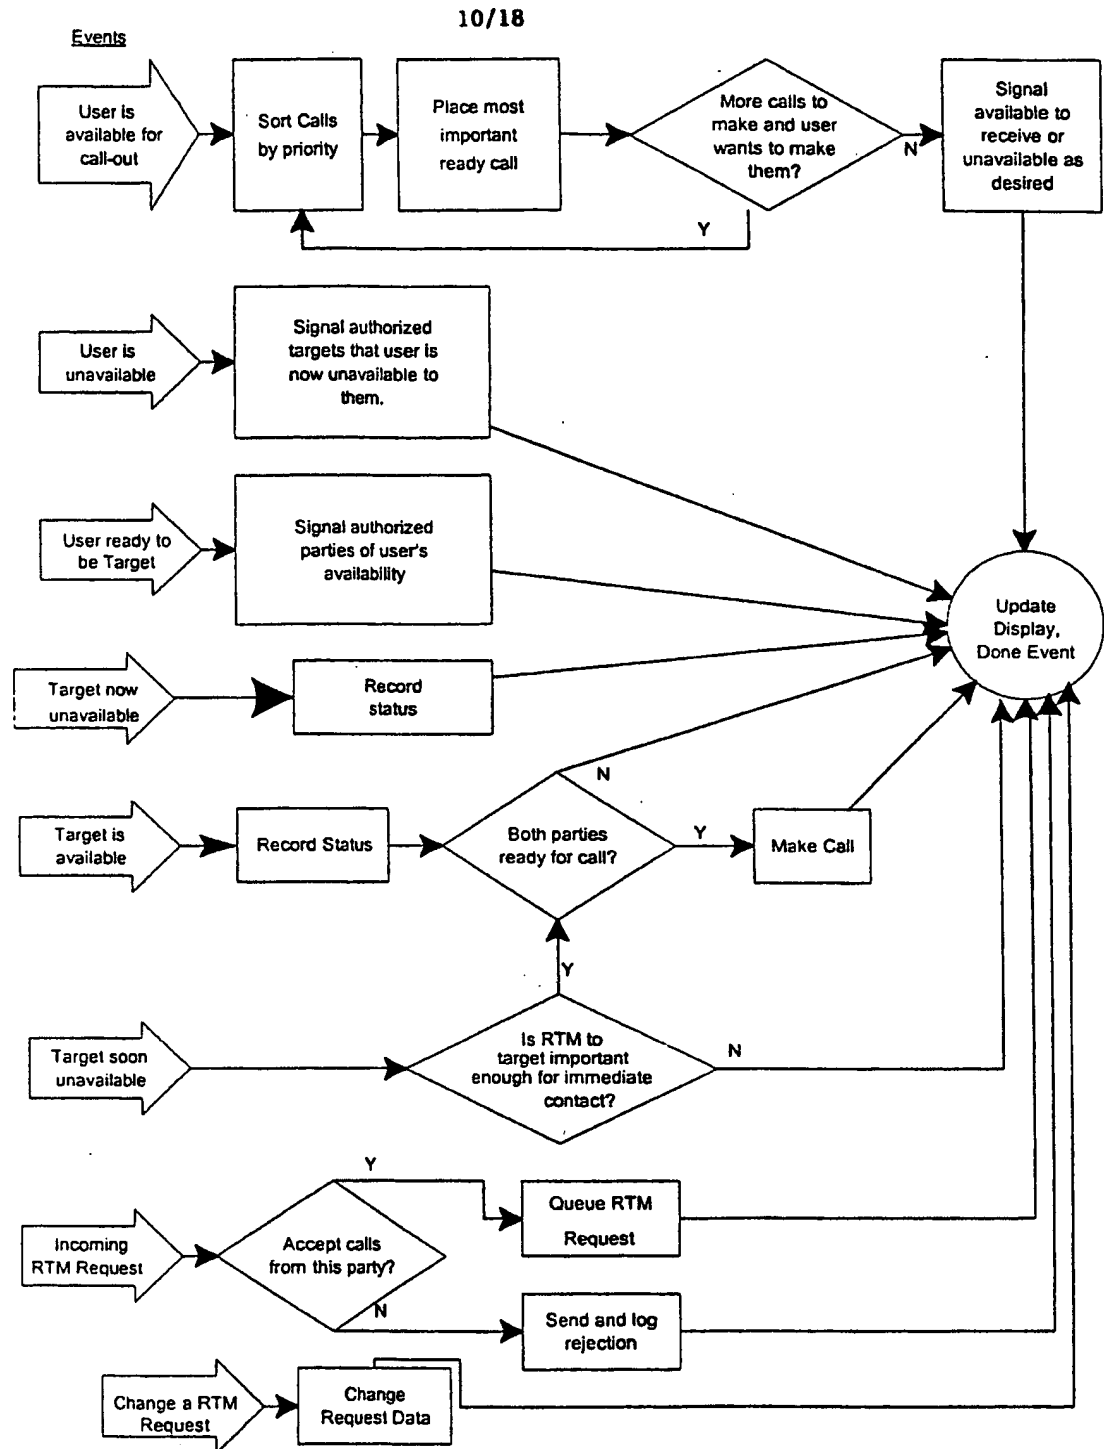 10/18
Events
User is
available for
call-out
Sort Calls
by priority
Place most
important
ready call
More calls to
make and user
wants to make
them?
N
Y
Signal
available to
receive or
unavailable as
desired
User is
unavailable
Signal authorized
targets that user is
now unavailable to
them.
User ready to
be Target
Signal authorized
parties of user's
availability
Update
Display,
Done Event
Target now
unavailable
Record
status
Target is
available
Record Status
Both parties
ready for call?
N
Y
Make Call
Y
Target soon
unavailable
Is RTM to
target important
enough for immediate
contact?
N
Incoming
RTM Request
Accept calls
from this party?
Y
N
Queue RTM
Request
Send and log
rejection
Change a RTM
Request
Change
Request Data